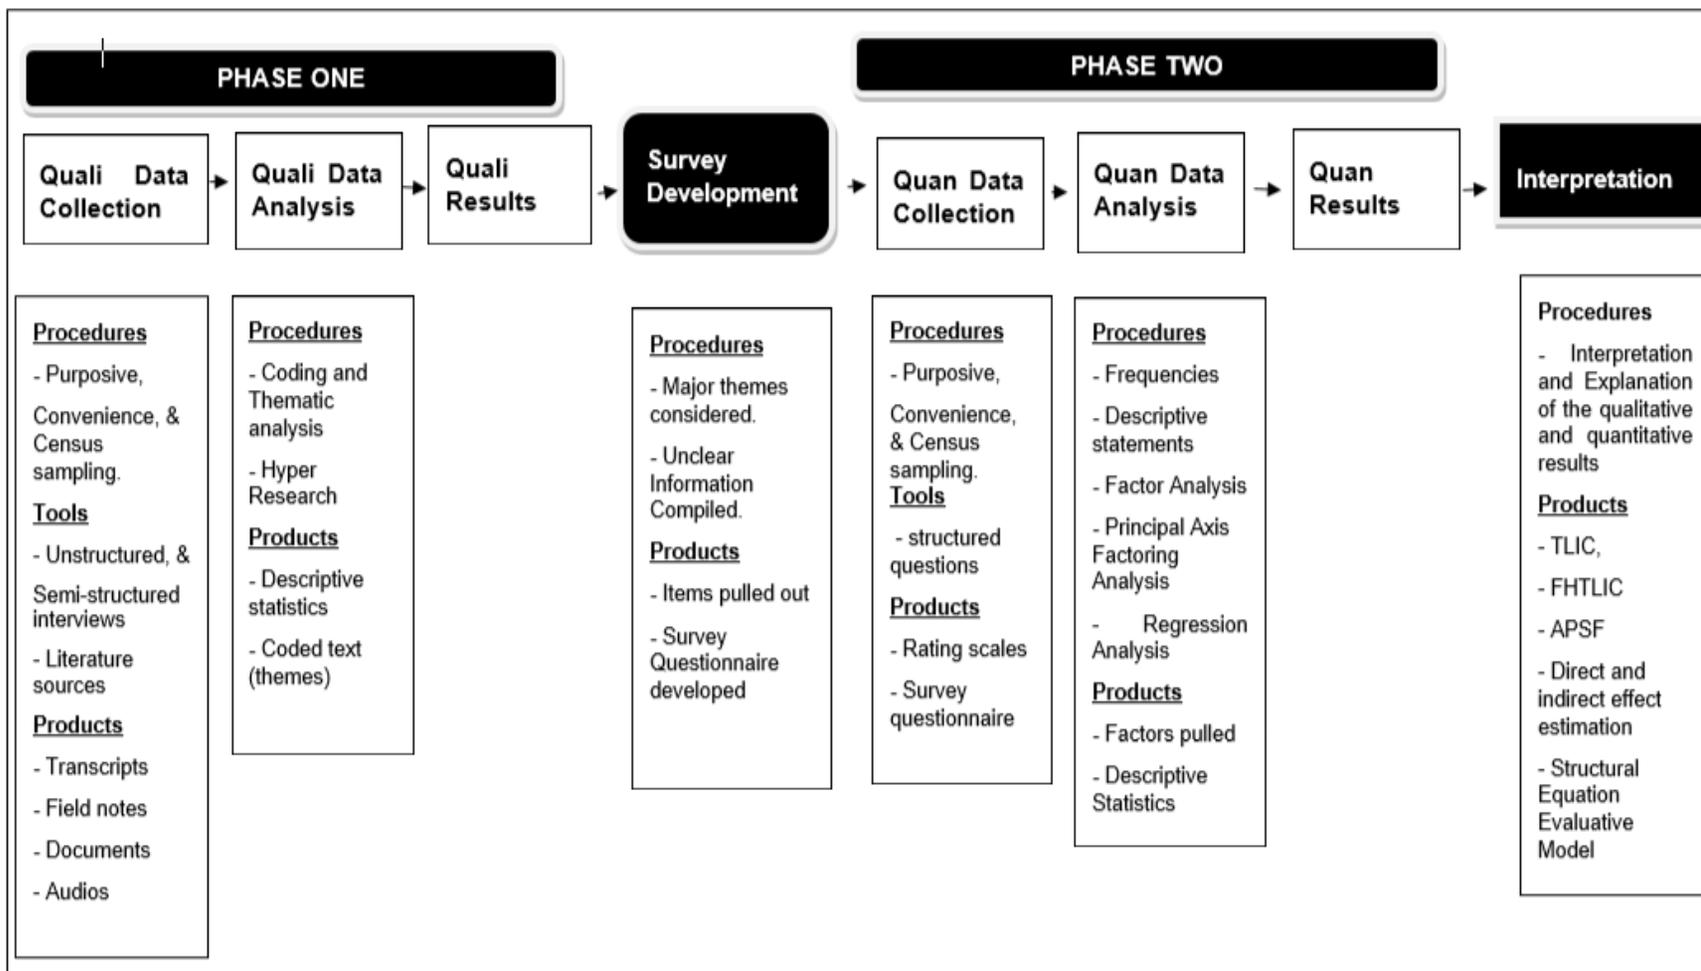 PHASE ONE
PHASE TWO
Quali Data
Collection
Quali Data
Analysis
Quali
Results
Survey
Development
Quan Data
Collection
Quan Data
Analysis
Quan
Results
Interpretation
Procedures
- Purposive,
Convenience, &
Census
sampling.
Tools
- Unstructured, &
Semi-structured
interviews
- Literature
sources
Products
- Transcripts
- Field notes
- Documents
- Audios
Procedures
- Coding and
Thematic
analysis
- Hyper
Research
Products
- Descriptive
statistics
- Coded text
(themes)
Procedures
- Major themes
considered.
- Unclear
Information
Compiled.
Products
- Items pulled out
- Survey
Questionnaire
developed
Procedures
- Purposive,
Convenience,
& Census
sampling.
Tools
- structured
questions
Products
- Rating scales
- Survey
questionnaire
Procedures
- Frequencies
- Descriptive
statements
- Factor Analysis
- Principal Axis
Factoring
Analysis
- Regression
Analysis
Products
- Factors pulled
- Descriptive
Statistics
Procedures
- Interpretation
and Explanation
of the qualitative
and quantitative
results
Products
- TLIC,
- FHTLIC
- APSF
- Direct and
indirect effect
estimation
- Structural
Equation
Evaluative
Model